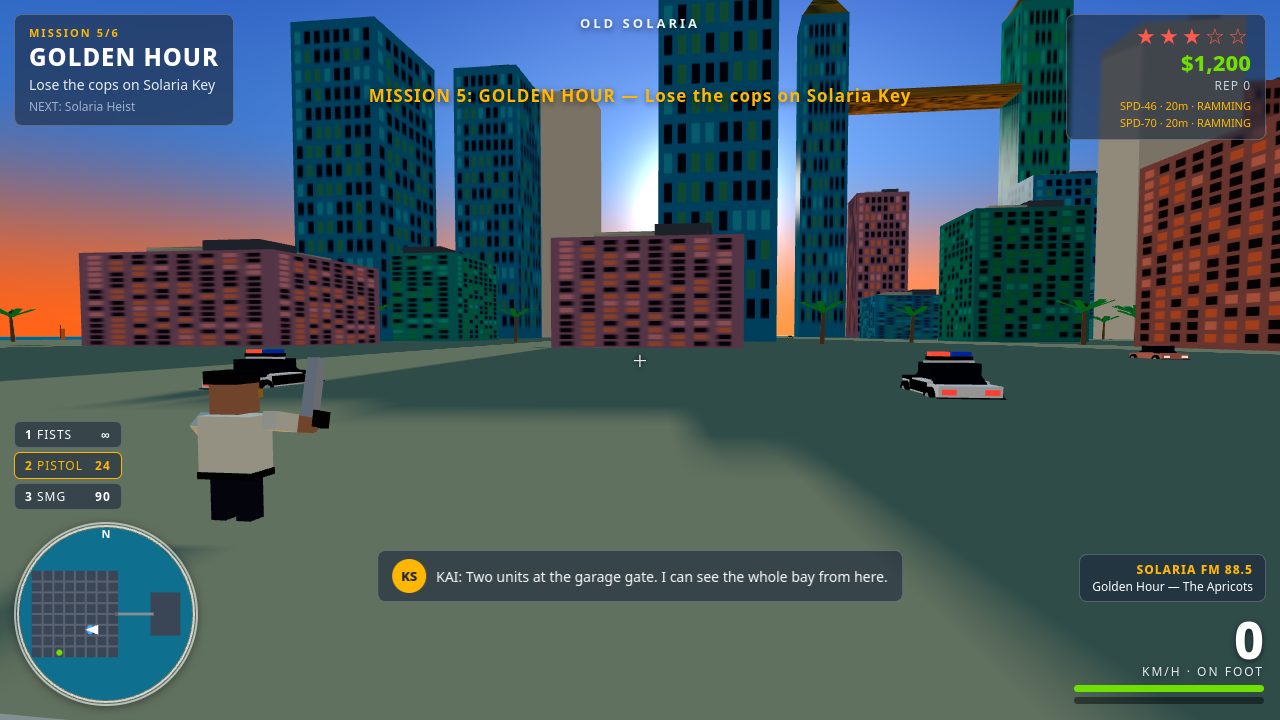 MISSION 5/6
GOLDEN HOUR
Lose the cops on Solaria Key
NEXT: Solaria Heist
OLD SOLARIA
★★★☆☆
$1,200
REP 0
SPD-46 · 20m · RAMMING
SPD-70 · 20m · RAMMING
MISSION 5: GOLDEN HOUR — Lose the cops on Solaria Key
1 FISTS ∞
2 PISTOL 24
3 SMG 90
N
KS
KAI: Two units at the garage gate. I can see the whole bay from here.
SOLARIA FM 88.5
Golden Hour — The Apricots
0
KM/H · ON FOOT